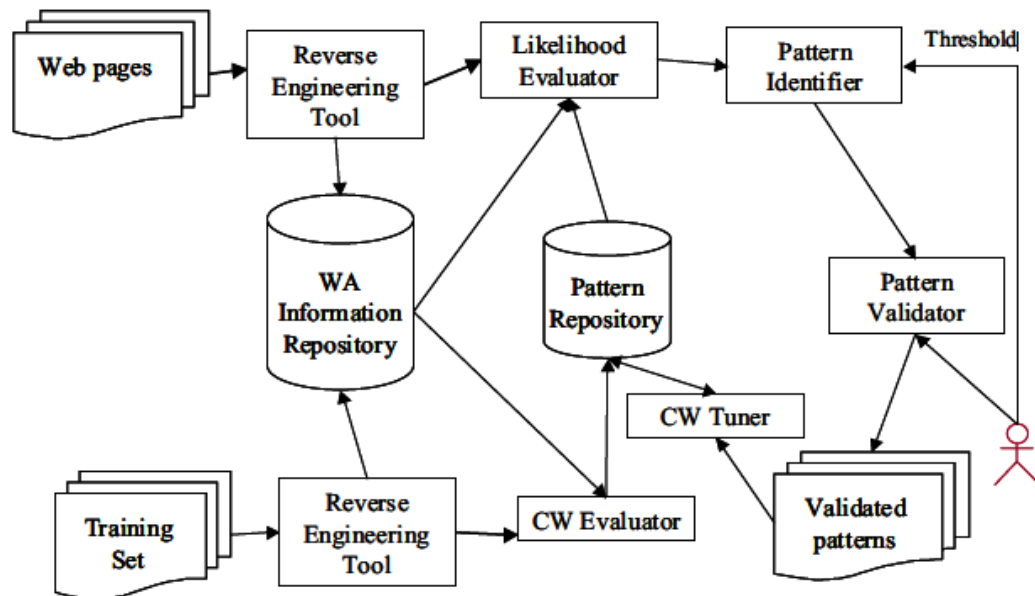 Web pages
Reverse
Engineering
Tool
Likelihood
Evaluator
Pattern
Identifier
Threshold
WA
Information
Repository
Pattern
Repository
Pattern
Validator
CW Tuner
Training
Set
Reverse
Engineering
Tool
CW Evaluator
Validated
patterns